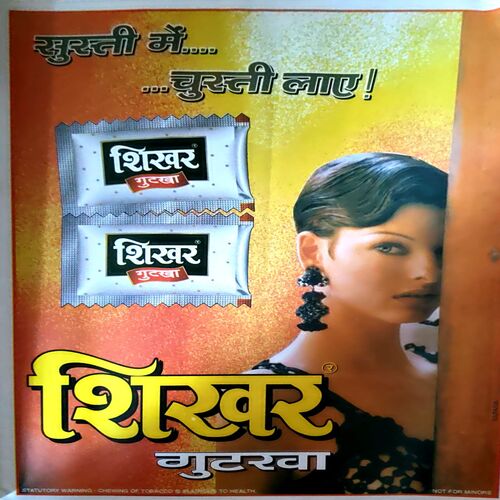 सुस्ती में....
...चुस्ती लाए!
शिखर®
गुटखा
शिखर®
गुटखा
शिखर®
गुटखा
STATUTORY WARNING - CHEWING OF TOBACCO IS INJURIOUS TO HEALTH.
NOT FOR MINORS